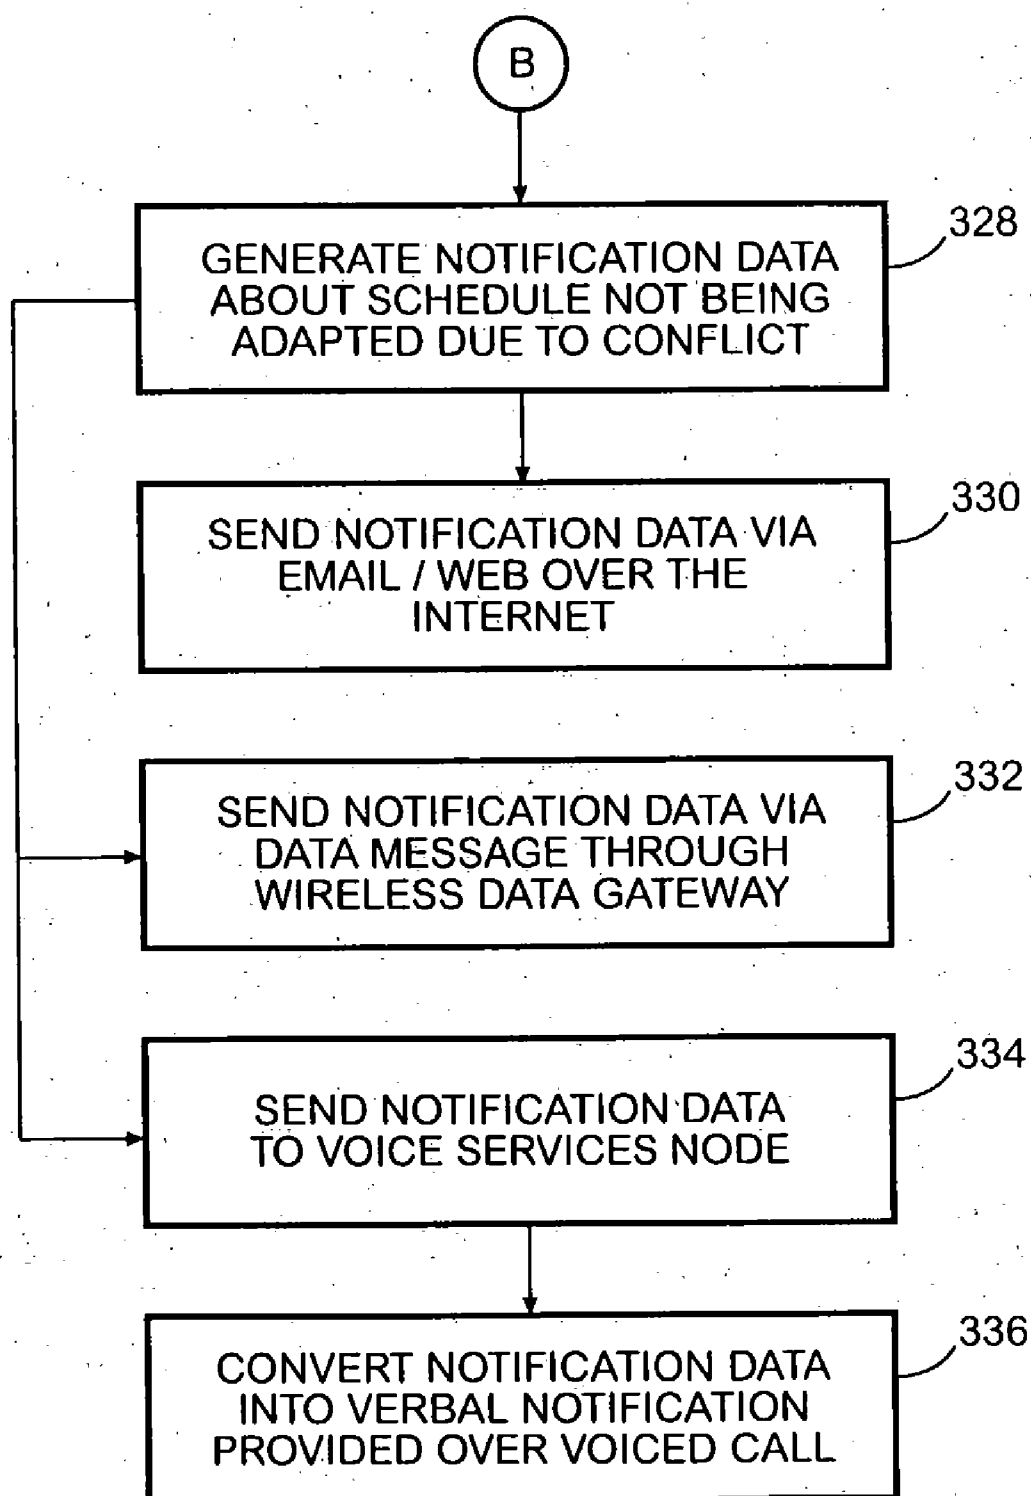 B
328
GENERATE NOTIFICATION DATA
ABOUT SCHEDULE NOT BEING
ADAPTED DUE TO CONFLICT
330
SEND NOTIFICATION DATA VIA
EMAIL / WEB OVER THE
INTERNET
332
SEND NOTIFICATION DATA VIA
DATA MESSAGE THROUGH
WIRELESS DATA GATEWAY
334
SEND NOTIFICATION DATA
TO VOICE SERVICES NODE
336
CONVERT NOTIFICATION DATA
INTO VERBAL NOTIFICATION
PROVIDED OVER VOICED CALL